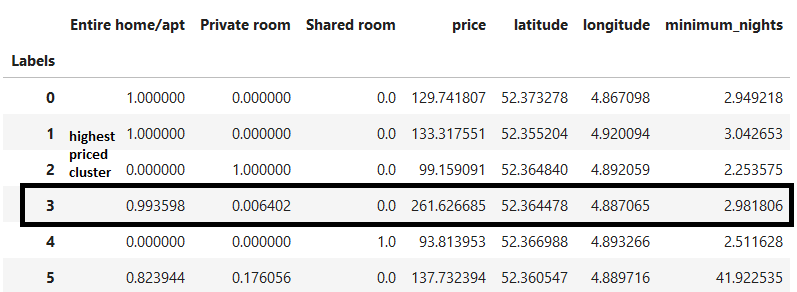 Entire home/apt Private room Shared room price latitude longitude minimum_nights
Labels
0 1.000000 0.000000 0.0 129.741807 52.373278 4.867098 2.949218
1 1.000000 0.000000 0.0 133.317551 52.355204 4.920094 3.042653
highest
priced
cluster
2 0.000000 1.000000 0.0 99.159091 52.364840 4.892059 2.253575
3 0.993598 0.006402 0.0 261.626685 52.364478 4.887065 2.981806
4 0.000000 0.000000 1.0 93.813953 52.366988 4.893266 2.511628
5 0.823944 0.176056 0.0 137.732394 52.360547 4.889716 41.922535